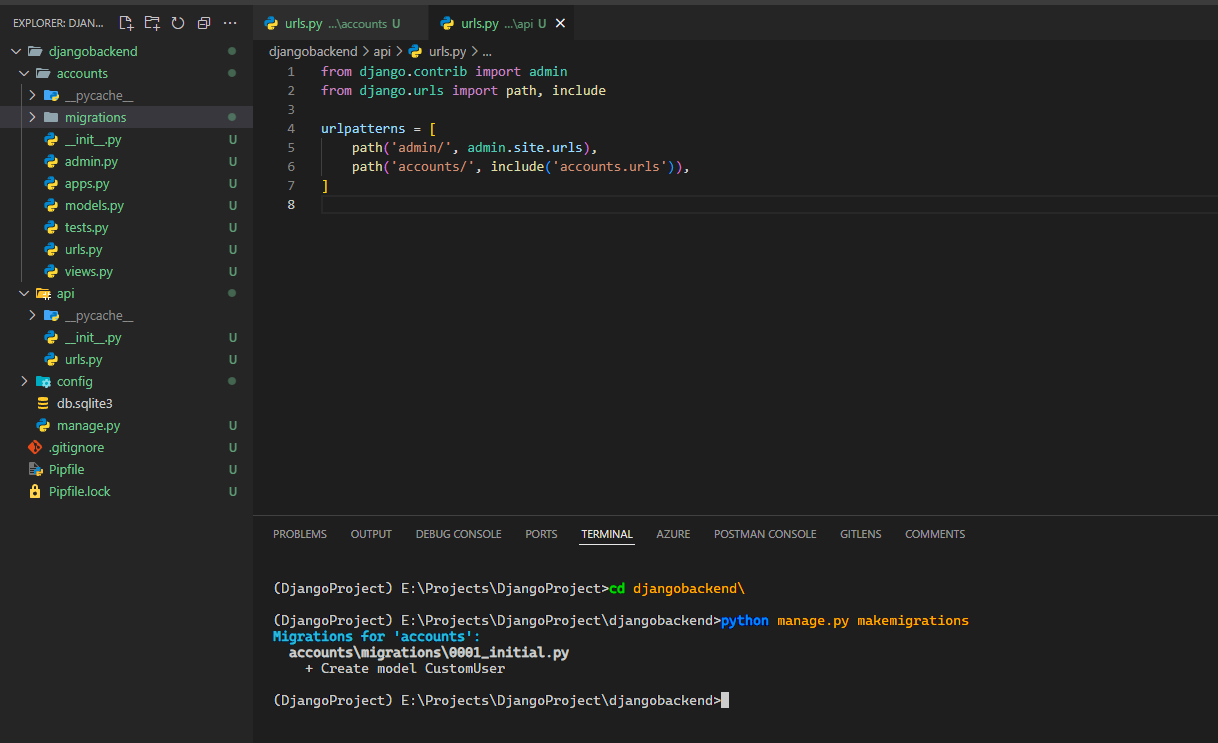 EXPLORER: DJAN...
djangobackend
accounts
__pycache__
migrations
__init__.py U
admin.py U
apps.py U
models.py U
tests.py U
urls.py U
views.py U
api
__pycache__
__init__.py U
urls.py U
config
db.sqlite3
manage.py U
.gitignore U
Pipfile U
Pipfile.lock U
urls.py ...\accounts U
urls.py ...\api U
djangobackend > api > urls.py > ...
1 from django.contrib import admin
2 from django.urls import path, include
3
4 urlpatterns = [
5     path('admin/', admin.site.urls),
6     path('accounts/', include('accounts.urls')),
7 ]
8
PROBLEMS OUTPUT DEBUG CONSOLE PORTS TERMINAL AZURE POSTMAN CONSOLE GITLENS COMMENTS
(DjangoProject) E:\Projects\DjangoProject>cd djangobackend\
(DjangoProject) E:\Projects\DjangoProject\djangobackend>python manage.py makemigrations
Migrations for 'accounts':
  accounts\migrations\0001_initial.py
    + Create model CustomUser
(DjangoProject) E:\Projects\DjangoProject\djangobackend>